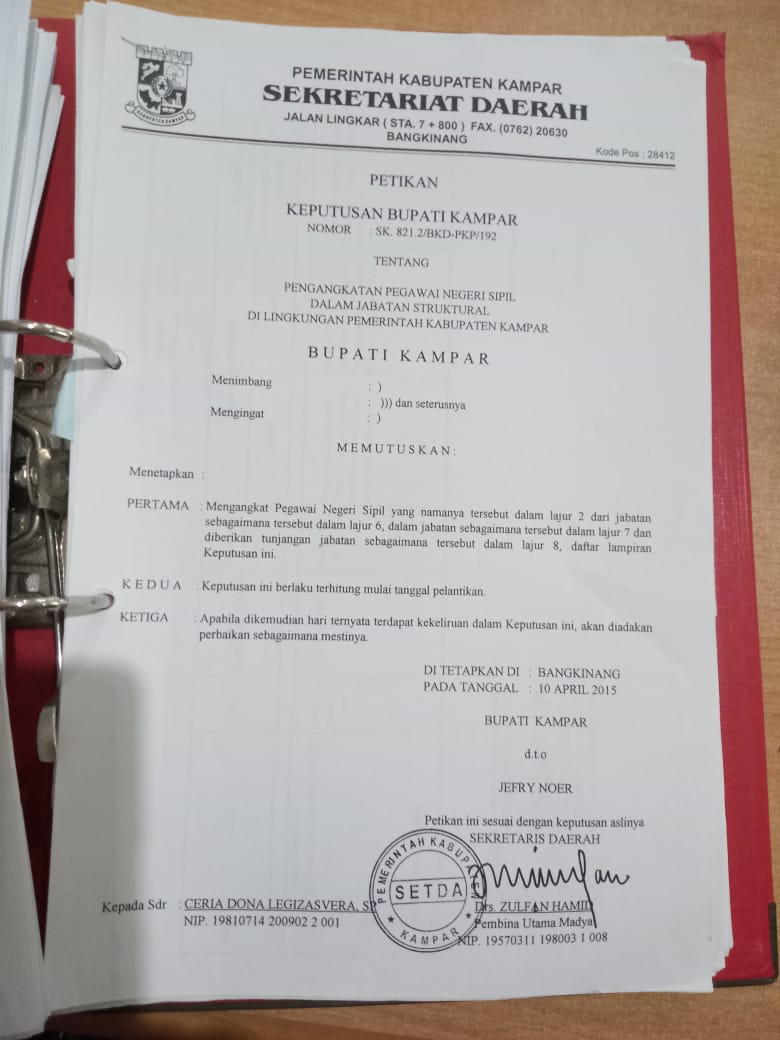 PEMERINTAH KABUPATEN KAMPAR
SEKRETARIAT DAERAH
JALAN LINGKAR ( STA. 7 + 800 ) FAX. (0762) 20630
BANGKINANG
Kode Pos : 28412
KABUPATEN KAMPAR
PETIKAN
KEPUTUSAN BUPATI KAMPAR
NOMOR : SK. 821.2/BKD-PKP/192
TENTANG
PENGANGKATAN PEGAWAI NEGERI SIPIL
DALAM JABATAN STRUKTURAL
DI LINGKUNGAN PEMERINTAH KABUPATEN KAMPAR
BUPATI KAMPAR
Menimbang : )
: ))) dan seterusnya
Mengingat : )
MEMUTUSKAN:
Menetapkan :
PERTAMA : Mengangkat Pegawai Negeri Sipil yang namanya tersebut dalam lajur 2 dari jabatan
sebagaimana tersebut dalam lajur 6, dalam jabatan sebagaimana tersebut dalam lajur 7 dan
diberikan tunjangan jabatan sebagaimana tersebut dalam lajur 8, daftar lampiran
Keputusan ini.
KEDUA : Keputusan ini berlaku terhitung mulai tanggal pelantikan.
KETIGA : Apabila dikemudian hari ternyata terdapat kekeliruan dalam Keputusan ini, akan diadakan
perbaikan sebagaimana mestinya.
DI TETAPKAN DI : BANGKINANG
PADA TANGGAL : 10 APRIL 2015
BUPATI KAMPAR
d.t.o
JEFRY NOER
Petikan ini sesuai dengan keputusan aslinya
SEKRETARIS DAERAH
PEMERINTAH KABUPATEN
SETDA
KAMPAR
Kepada Sdr : CERIA DONA LEGIZASVERA, SP
NIP. 19810714 200902 2 001
Drs. ZULFAN HAMID
Pembina Utama Madya
NIP. 19570311 198003 1 008